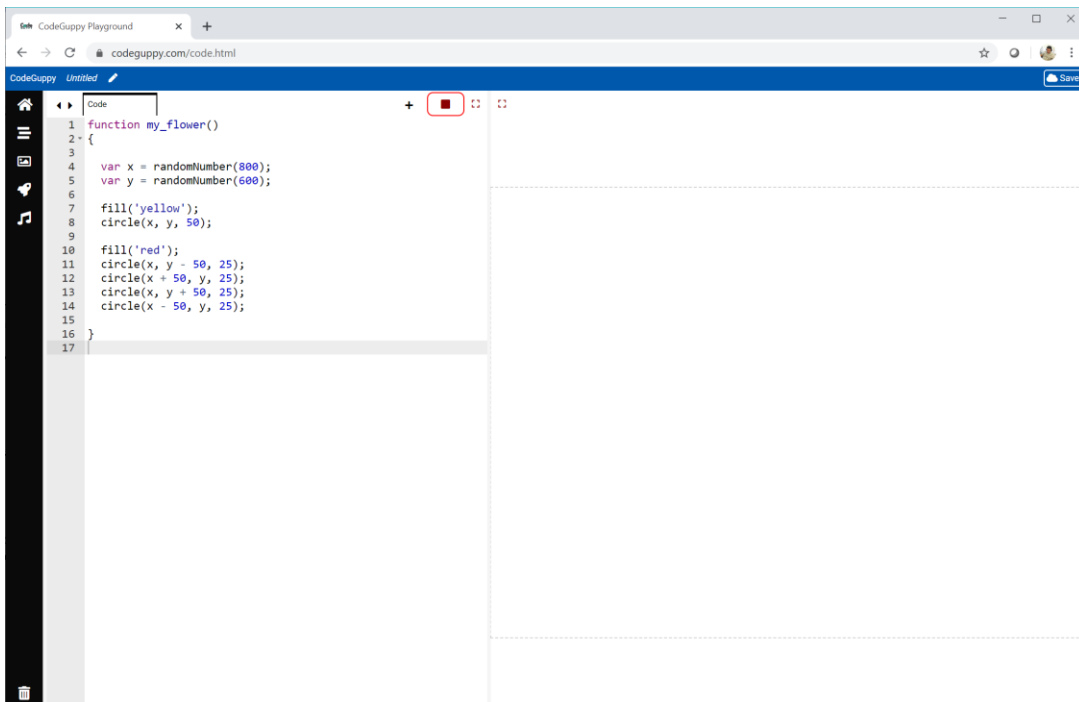 Code CodeGuppy Playground
codeguppy.com/code.html
CodeGuppy Untitled Save
Code
1 function my_flower()
2 {
3
4 var x = randomNumber(800);
5 var y = randomNumber(600);
6
7 fill('yellow');
8 circle(x, y, 50);
9
10 fill('red');
11 circle(x, y - 50, 25);
12 circle(x + 50, y, 25);
13 circle(x, y + 50, 25);
14 circle(x - 50, y, 25);
15
16 }
17